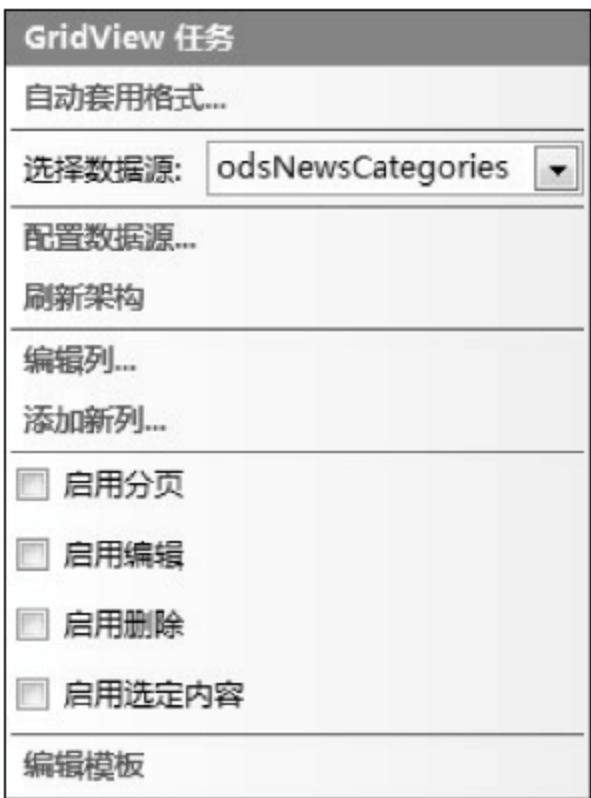 GridView 任务
自动套用格式...
选择数据源: odsNewsCategories
配置数据源...
刷新架构
编辑列...
添加新列...
启用分页
启用编辑
启用删除
启用选定内容
编辑模板